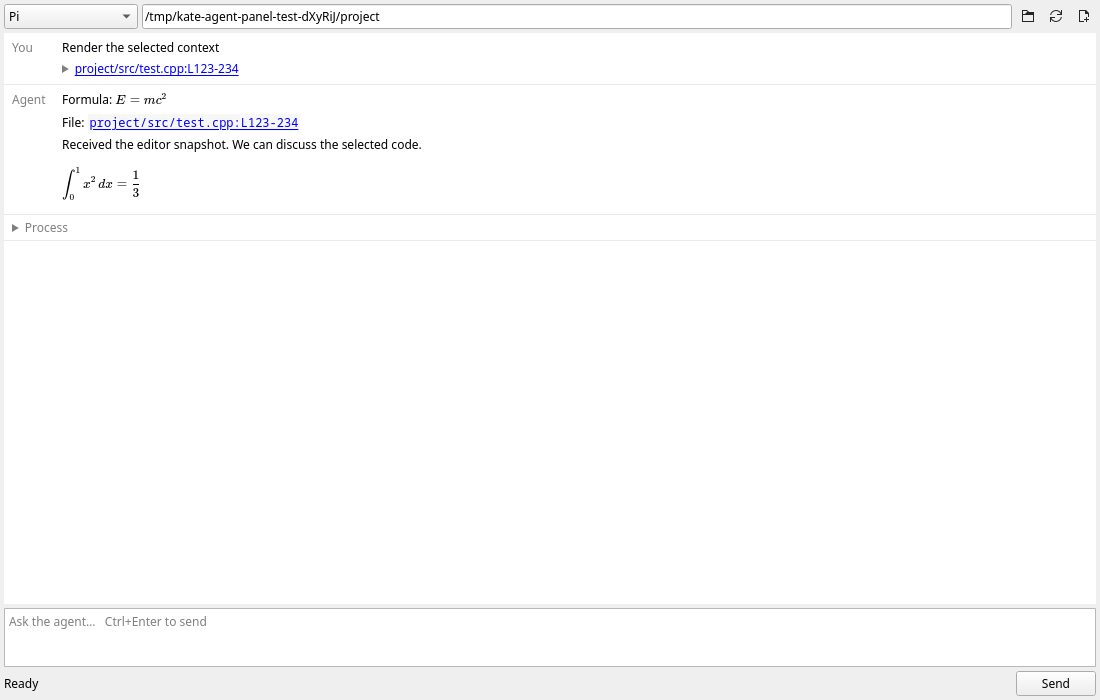 Pi
/tmp/kate-agent-panel-test-dXyRiJ/project
You Render the selected context
project/src/test.cpp:L123-234
Agent Formula: E = mc²
File: project/src/test.cpp:L123-234
Received the editor snapshot. We can discuss the selected code.
∫₀¹ x² dx = 1/3
Process
Ask the agent... Ctrl+Enter to send
Ready
Send